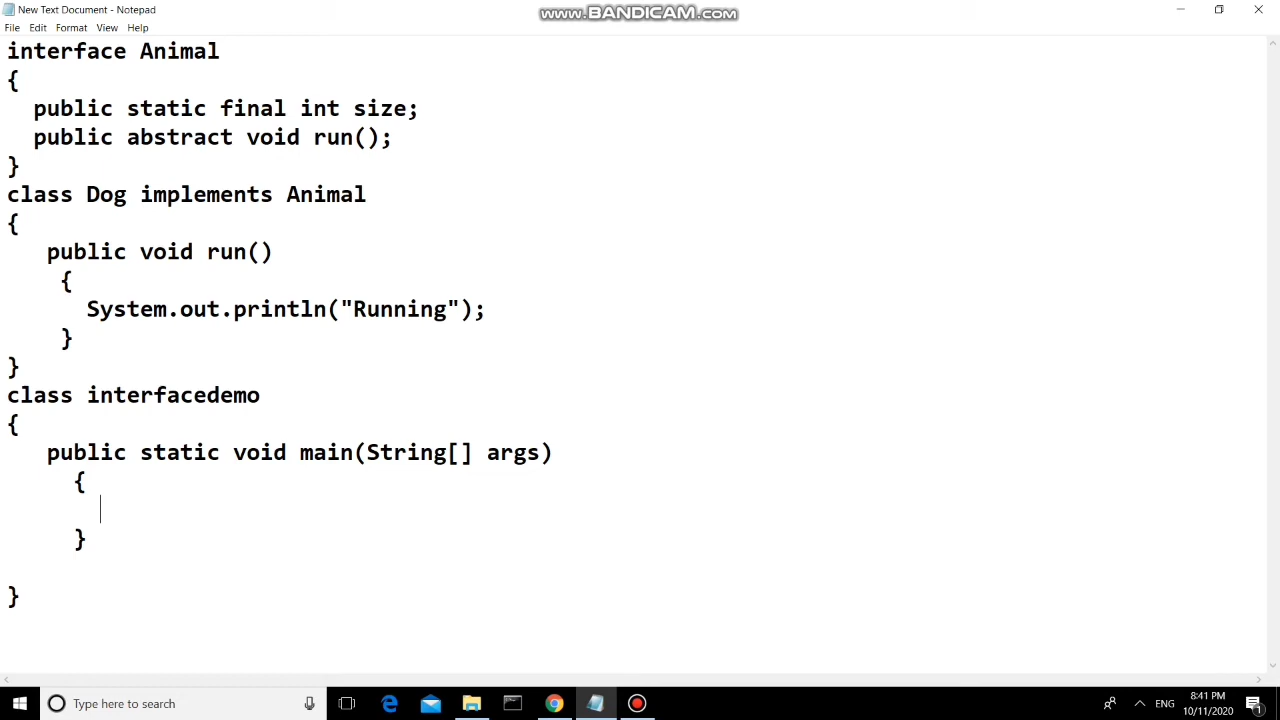 New Text Document - Notepad
www.BANDICAM.com
File Edit Format View Help
interface Animal
{
public static final int size;
public abstract void run();
}
class Dog implements Animal
{
public void run()
{
System.out.println("Running");
}
}
class interfacedemo
{
public static void main(String[] args)
{
}
}
Type here to search
ENG
8:41 PM
10/11/2020
1